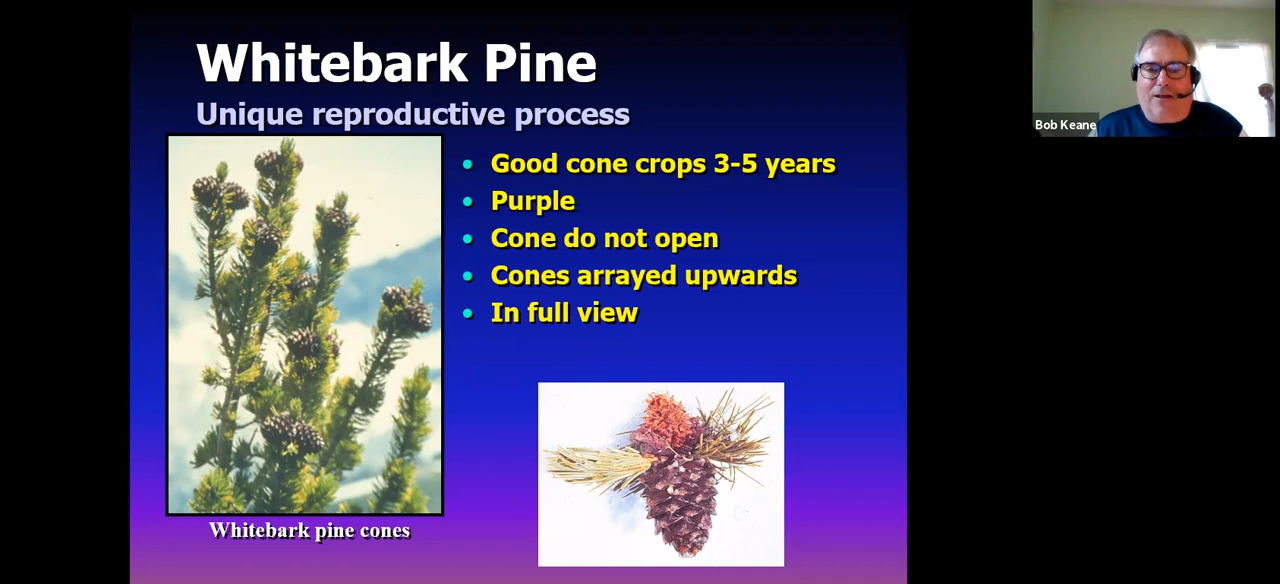 Whitebark Pine
Unique reproductive process
Good cone crops 3-5 years
Purple
Cone do not open
Cones arrayed upwards
In full view
Whitebark pine cones
Bob Keane